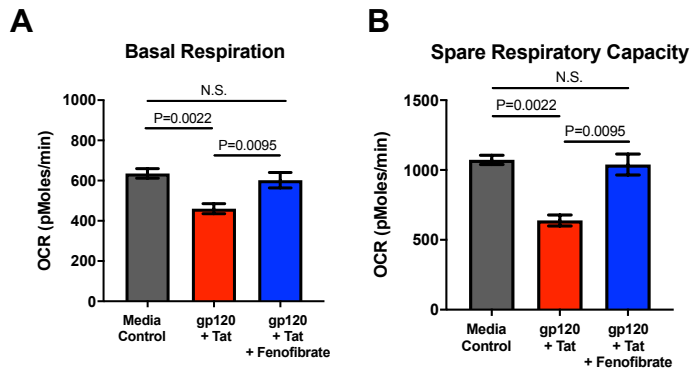 A
Basal Respiration
N.S.
P=0.0022
P=0.0095
OCR (pMoles/min)
1000
800
600
400
200
0
Media
Control
gp120
+ Tat
gp120
+ Tat
+ Fenofibrate
B
Spare Respiratory Capacity
N.S.
P=0.0022
P=0.0095
OCR (pMoles/min)
1500
1000
500
0
Media
Control
gp120
+ Tat
gp120
+ Tat
+ Fenofibrate